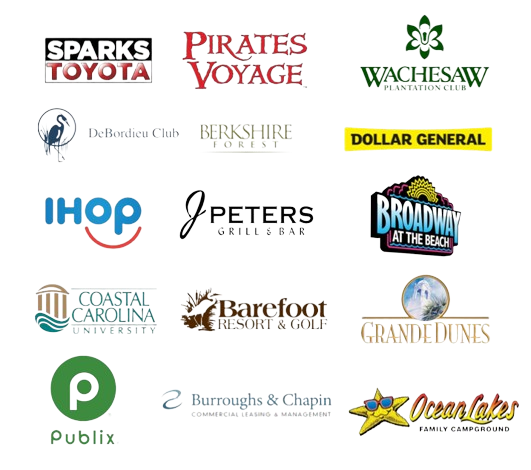 SPARKS
TOYOTA
PIRATES
VOYAGE
WACHESAW
PLANTATION CLUB
DeBordieu Club
BERKSHIRE
FOREST
DOLLAR GENERAL
IHOP
J PETERS
GRILL & BAR
BROADWAY
AT THE BEACH
COASTAL
CAROLINA
UNIVERSITY
Barefoot
RESORT & GOLF
GRANDE DUNES
P
Publix
Burroughs & Chapin
COMMERCIAL LEASING & MANAGEMENT
Ocean Lakes
FAMILY CAMPGROUND